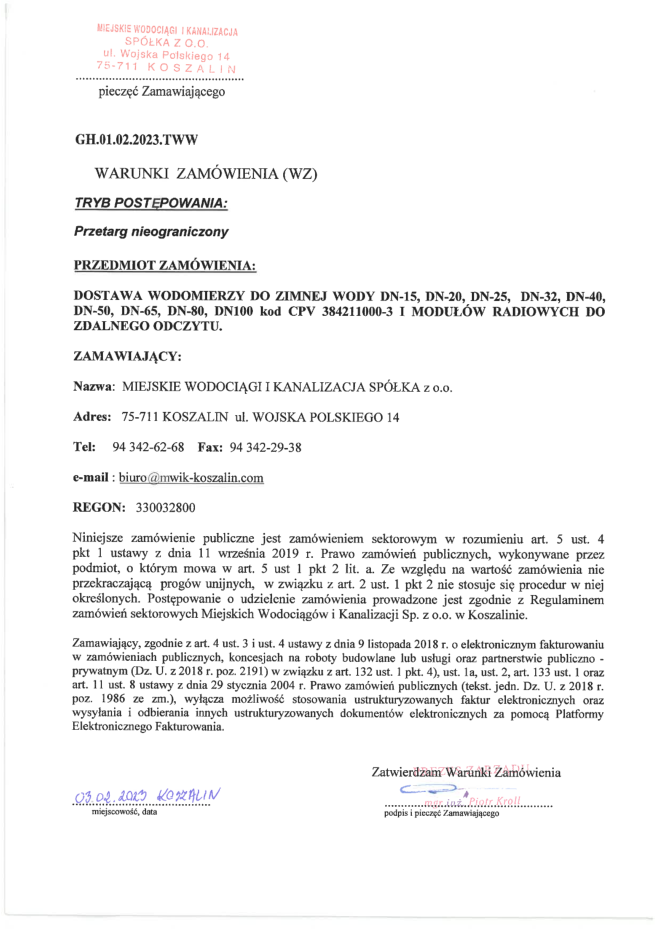 MIEJSKIE WODOCIĄGI I KANALIZACJA
SPÓŁKA Z O.O.
ul. Wojska Polskiego 14
75-711 KOSZALIN
pieczęć Zamawiającego
GH.01.02.2023.TWW
WARUNKI ZAMÓWIENIA (WZ)
TRYB POSTĘPOWANIA:
Przetarg nieograniczony
PRZEDMIOT ZAMÓWIENIA:
DOSTAWA WODOMIERZY DO ZIMNEJ WODY DN-15, DN-20, DN-25, DN-32, DN-40,
DN-50, DN-65, DN-80, DN100 kod CPV 384211000-3 I MODUŁÓW RADIOWYCH DO
ZDALNEGO ODCZYTU.
ZAMAWIAJĄCY:
Nazwa: MIEJSKIE WODOCIĄGI I KANALIZACJA SPÓŁKA z o.o.
Adres: 75-711 KOSZALIN ul. WOJSKA POLSKIEGO 14
Tel: 94 342-62-68 Fax: 94 342-29-38
e-mail : biuro@mwik-koszalin.com
REGON: 330032800
Niniejsze zamówienie publiczne jest zamówieniem sektorowym w rozumieniu art. 5 ust. 4
pkt 1 ustawy z dnia 11 września 2019 r. Prawo zamówień publicznych, wykonywane przez
podmiot, o którym mowa w art. 5 ust 1 pkt 2 lit. a. Ze względu na wartość zamówienia nie
przekraczającą progów unijnych, w związku z art. 2 ust. 1 pkt 2 nie stosuje się procedur w niej
określonych. Postępowanie o udzielenie zamówienia prowadzone jest zgodnie z Regulaminem
zamówień sektorowych Miejskich Wodociągów i Kanalizacji Sp. z o.o. w Koszalinie.
Zamawiający, zgodnie z art. 4 ust. 3 i ust. 4 ustawy z dnia 9 listopada 2018 r. o elektronicznym fakturowaniu
w zamówieniach publicznych, koncesjach na roboty budowlane lub usługi oraz partnerstwie publiczno -
prywatnym (Dz. U. z 2018 r. poz. 2191) w związku z art. 132 ust. 1 pkt. 4), ust. 1a, ust. 2, art. 133 ust. 1 oraz
art. 11 ust. 8 ustawy z dnia 29 stycznia 2004 r. Prawo zamówień publicznych (tekst. jedn. Dz. U. z 2018 r.
poz. 1986 ze zm.), wyłącza możliwość stosowania ustrukturyzowanych faktur elektronicznych oraz
wysyłania i odbierania innych ustrukturyzowanych dokumentów elektronicznych za pomocą Platformy
Elektronicznego Fakturowania.
PREZES ZARZĄDU
Zatwierdzam Warunki Zamówienia
03.02.2023 KOSZALIN
mgr inż. Piotr Kroll
miejscowość, data
podpis i pieczęć Zamawiającego